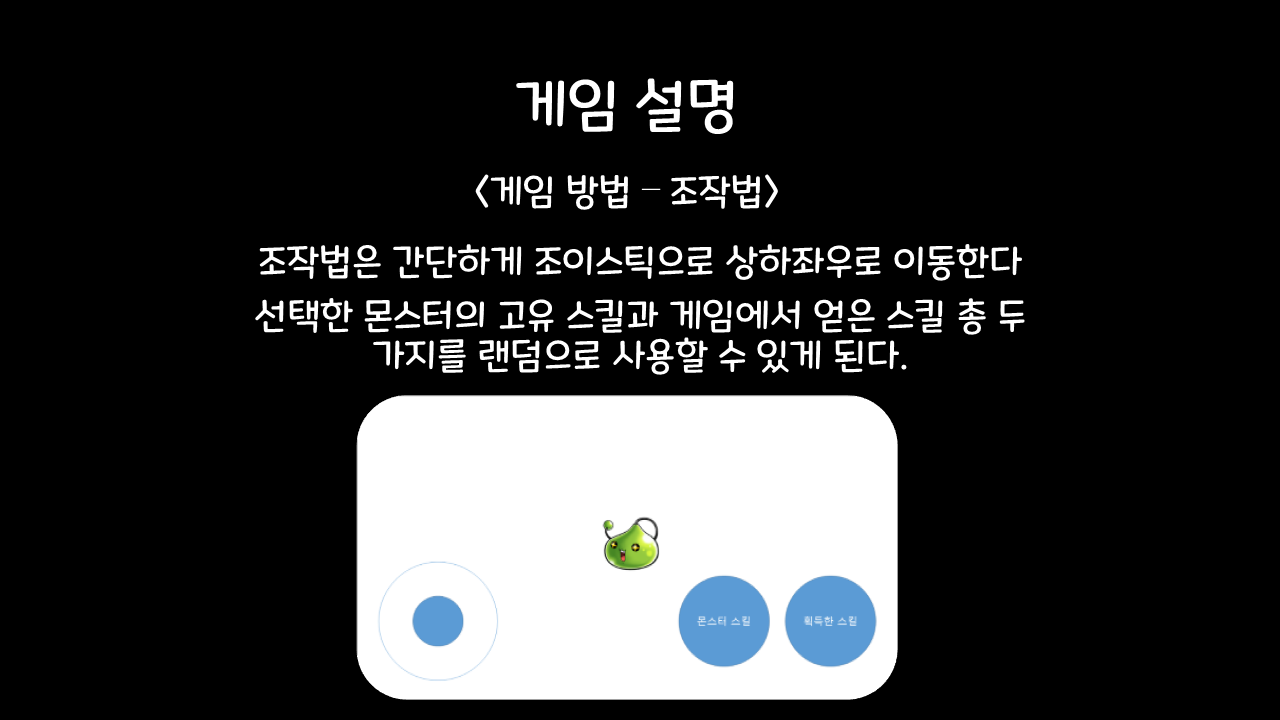 게임 설명
<게임 방법 – 조작법>
조작법은 간단하게 조이스틱으로 상하좌우로 이동한다
선택한 몬스터의 고유 스킬과 게임에서 얻은 스킬 총 두
가지를 랜덤으로 사용할 수 있게 된다.
몬스터 스킬
획득한 스킬